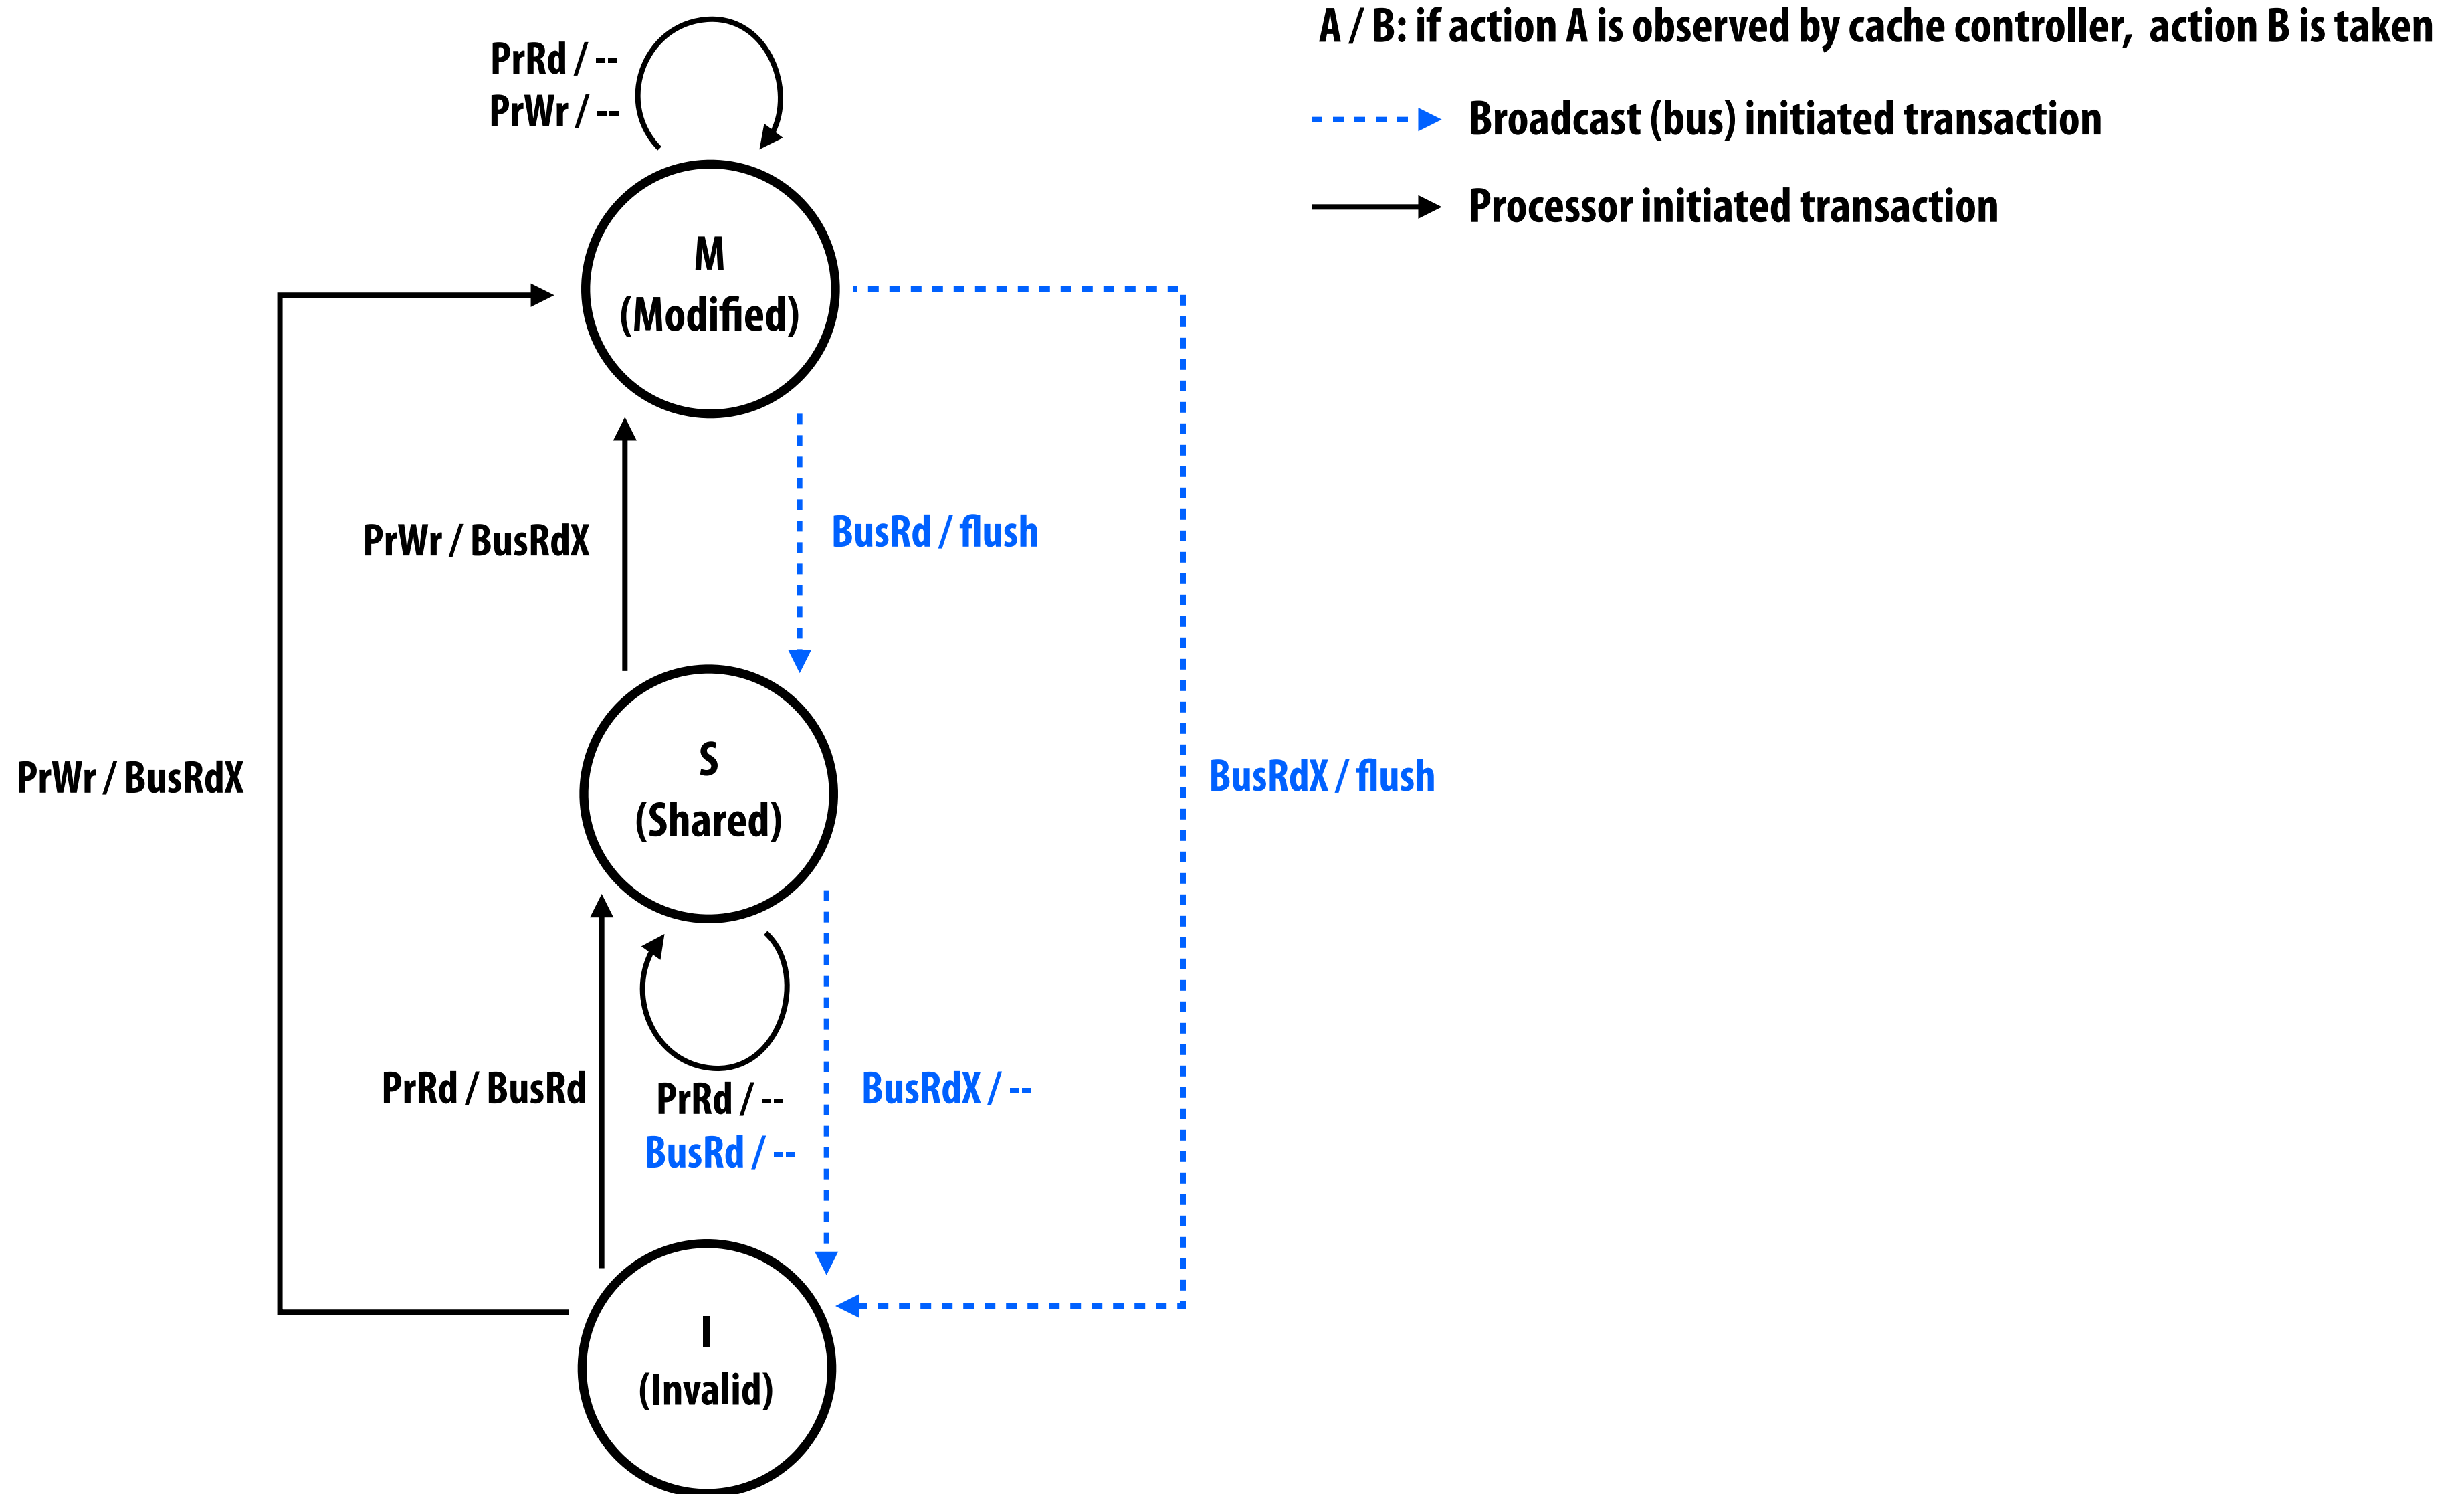 A / B: if action A is observed by cache controller, action B is taken
PrRd / --
PrWr / --
Broadcast (bus) initiated transaction
Processor initiated transaction
M
(Modified)
PrWr / BusRdX
BusRd / flush
S
(Shared)
PrWr / BusRdX
BusRdX / flush
PrRd / BusRd
PrRd / --
BusRd / --
BusRdX / --
I
(Invalid)